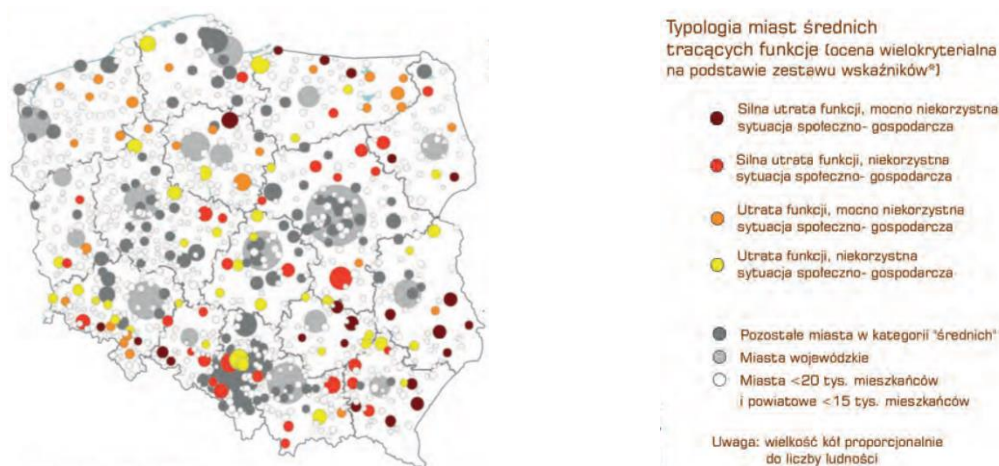 Typologia miast średnich
tracących funkcje (ocena wielokryterialna
na podstawie zestawu wskaźników*)
Silna utrata funkcji, mocno niekorzystna
sytuacja społeczno- gospodarcza
Silna utrata funkcji, niekorzystna
sytuacja społeczno- gospodarcza
Utrata funkcji, mocno niekorzystna
sytuacja społeczno- gospodarcza
Utrata funkcji, niekorzystna
sytuacja społeczno- gospodarcza
Pozostałe miasta w kategorii "średnich"
Miasta wojewódzkie
Miasta <20 tys. mieszkańców
i powiatowe <15 tys. mieszkańców
Uwaga: wielkość kół proporcjonalnie
do liczby ludności